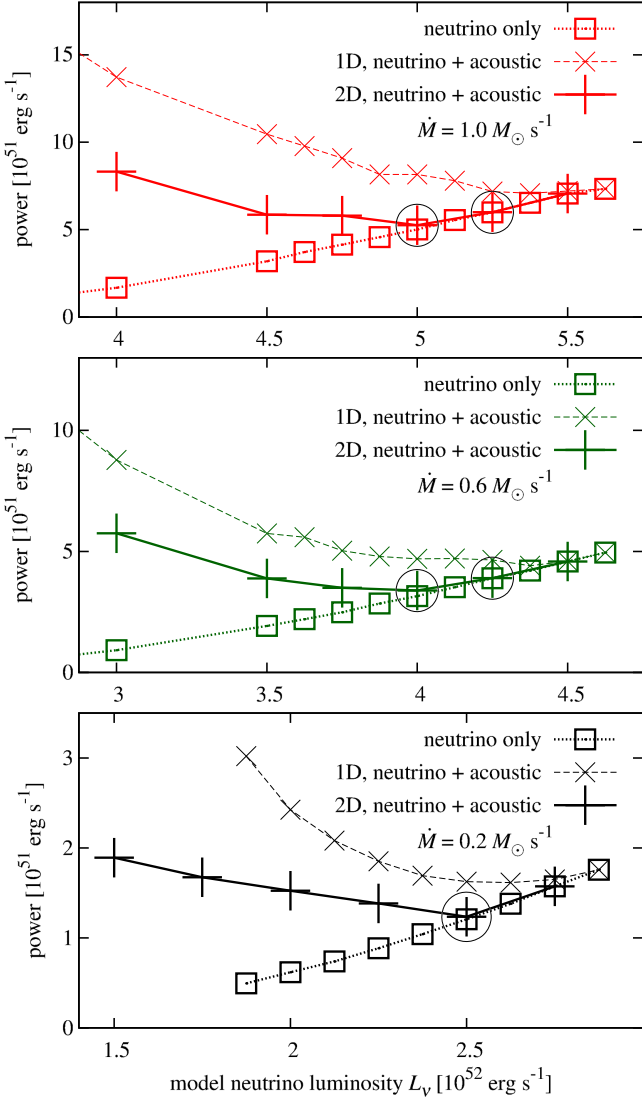 neutrino only
1D, neutrino + acoustic
2D, neutrino + acoustic
Ṁ = 1.0 M☉ s⁻¹
power [10⁵¹ erg s⁻¹]
15
10
5
0
4 4.5 5 5.5
neutrino only
1D, neutrino + acoustic
2D, neutrino + acoustic
Ṁ = 0.6 M☉ s⁻¹
power [10⁵¹ erg s⁻¹]
10
5
0
3 3.5 4 4.5
neutrino only
1D, neutrino + acoustic
2D, neutrino + acoustic
Ṁ = 0.2 M☉ s⁻¹
power [10⁵¹ erg s⁻¹]
3
2
1
0
1.5 2 2.5
model neutrino luminosity Lᵥ [10⁵² erg s⁻¹]